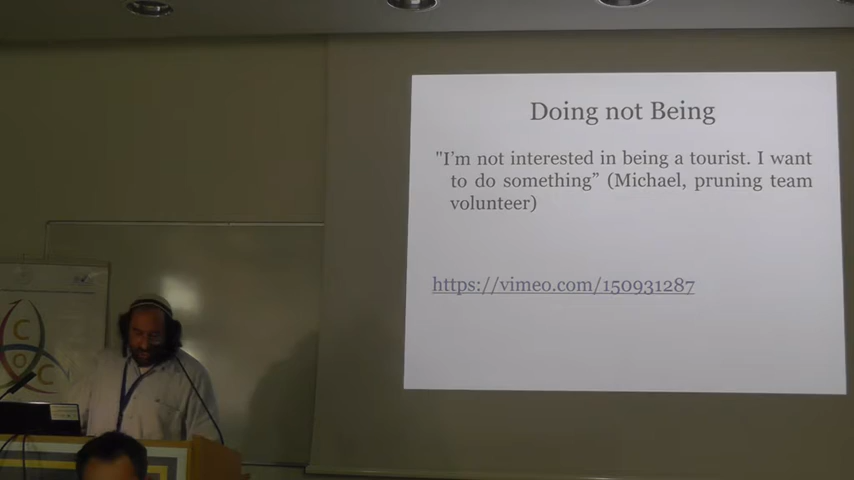 Doing not Being
"I'm not interested in being a tourist. I want
to do something” (Michael, pruning team
volunteer)
https://vimeo.com/150931287
C
O
C